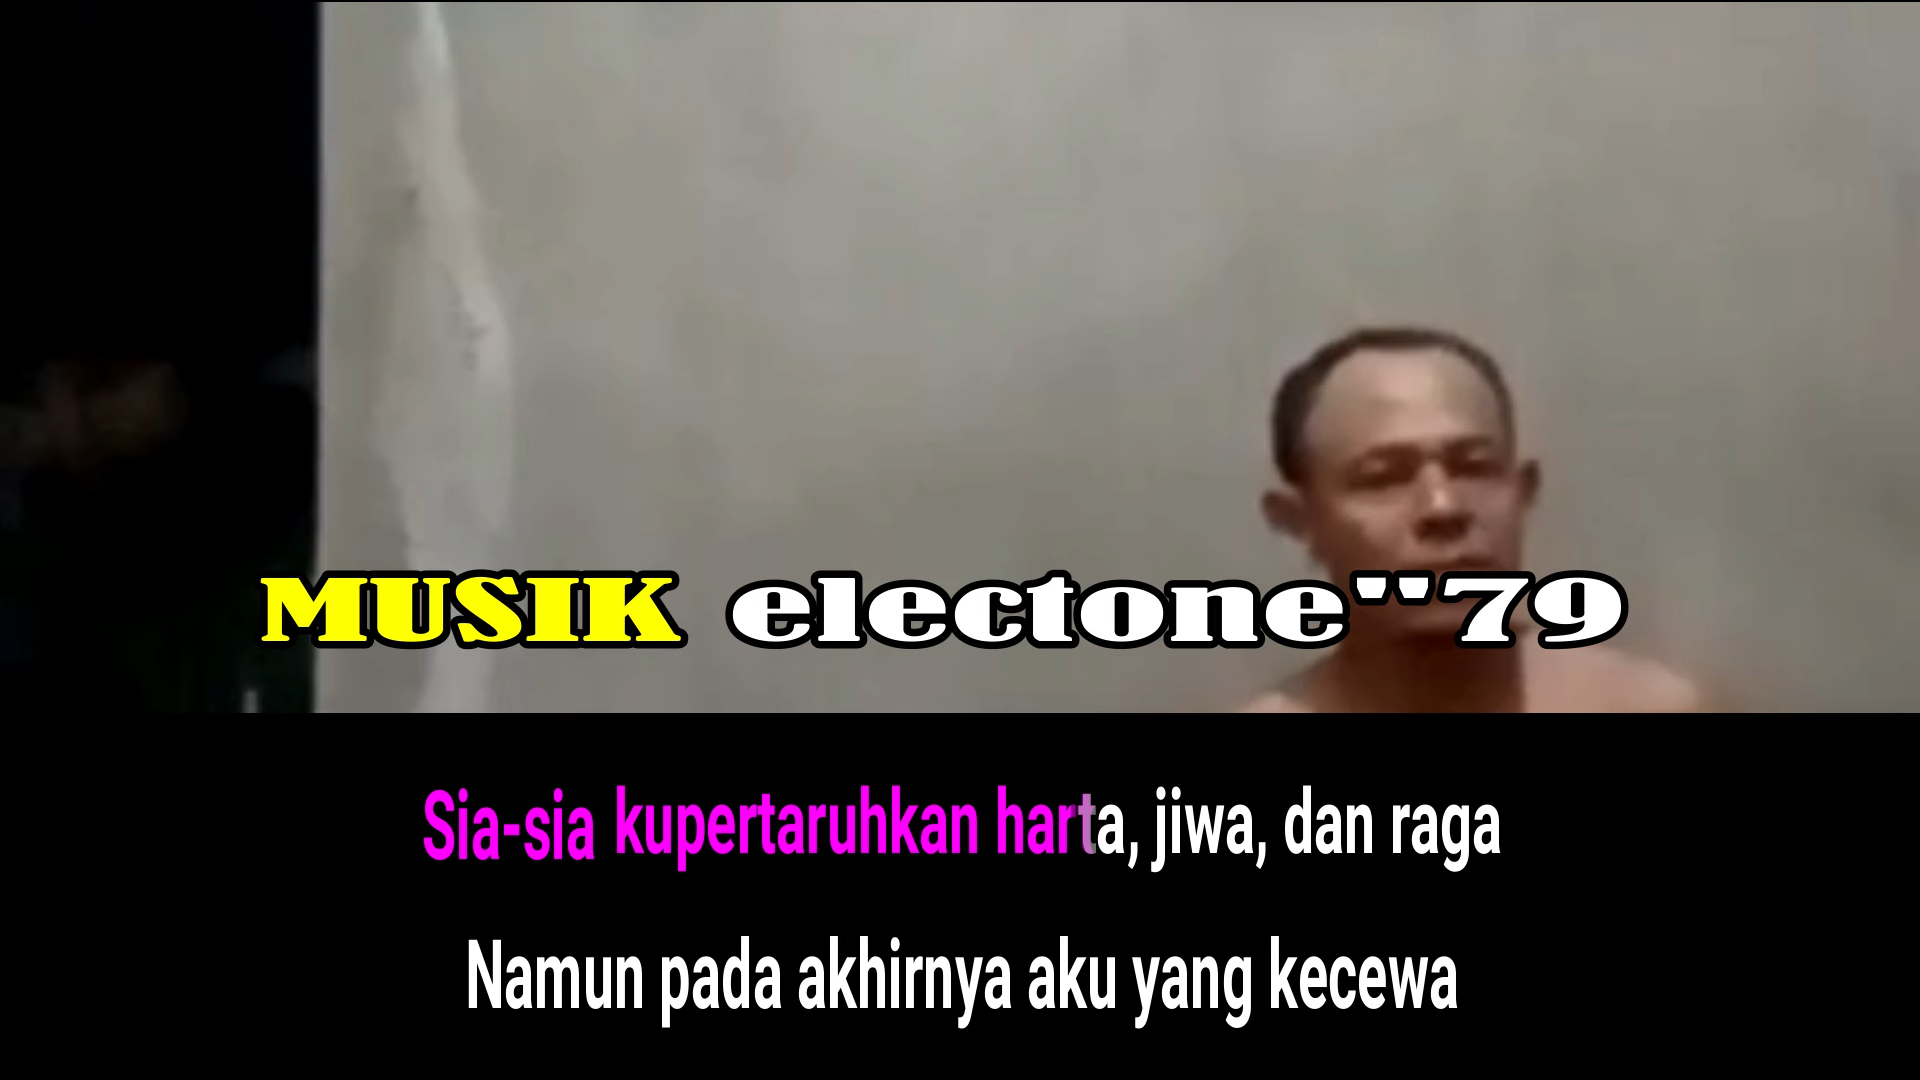 MUSIK electone"79
Sia-sia kupertaruhkan harta, jiwa, dan raga
Namun pada akhirnya aku yang kecewa